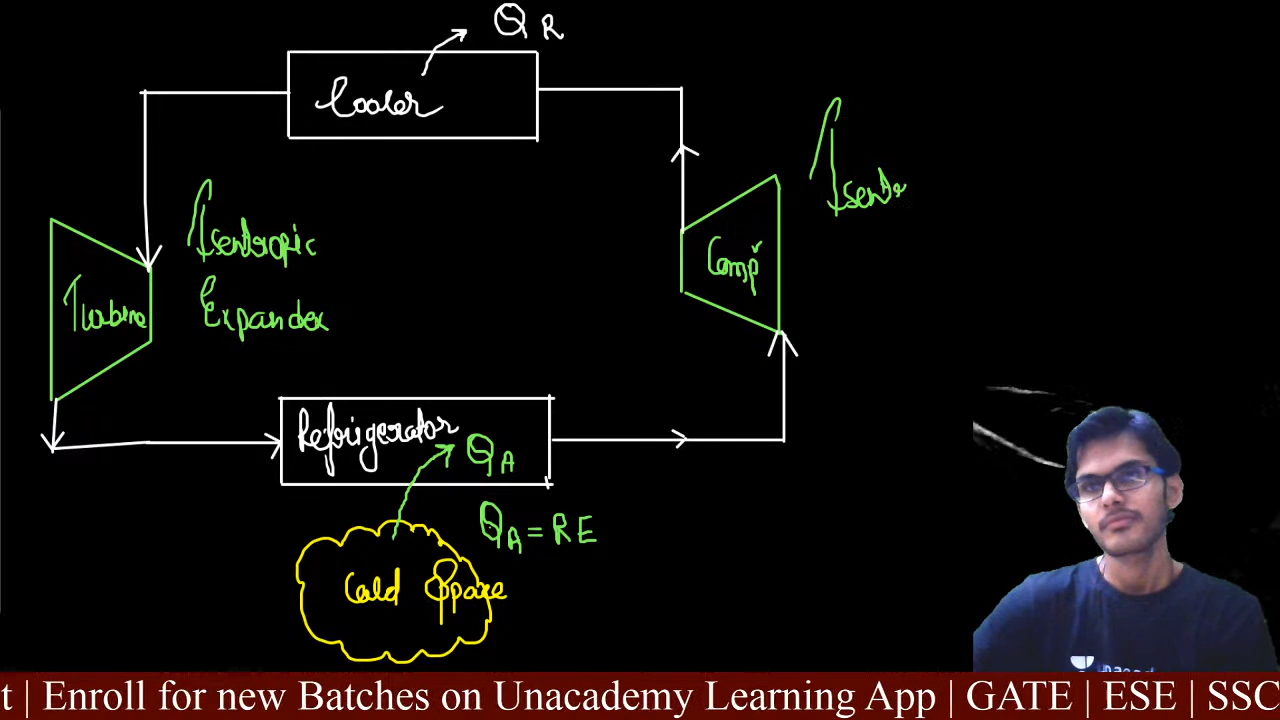 Q R
Cooler
Isentropic
Expander
Turbine
Comp^r
Isentr
Refrigerator
Q A
Q A = RE
Cold Space
t | Enroll for new Batches on Unacademy Learning App | GATE | ESE | SSC